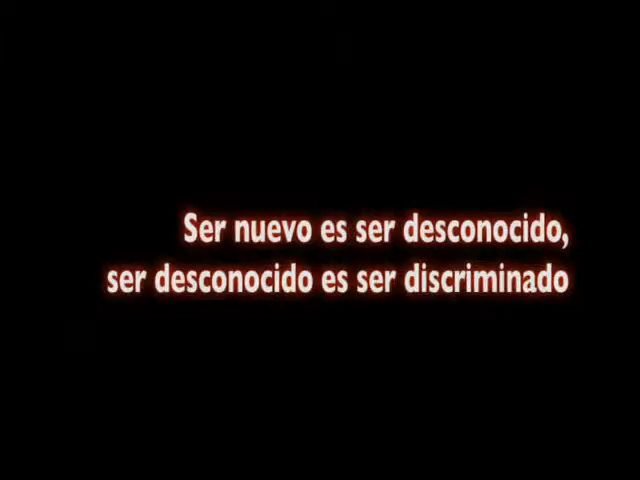 Ser nuevo es ser desconocido,
ser desconocido es ser discriminado